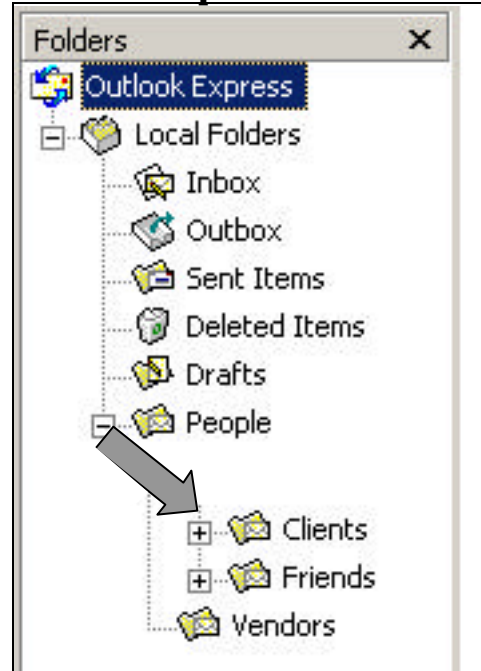 Folders
Outlook Express
Local Folders
Inbox
Outbox
Sent Items
Deleted Items
Drafts
People
Clients
Friends
Vendors